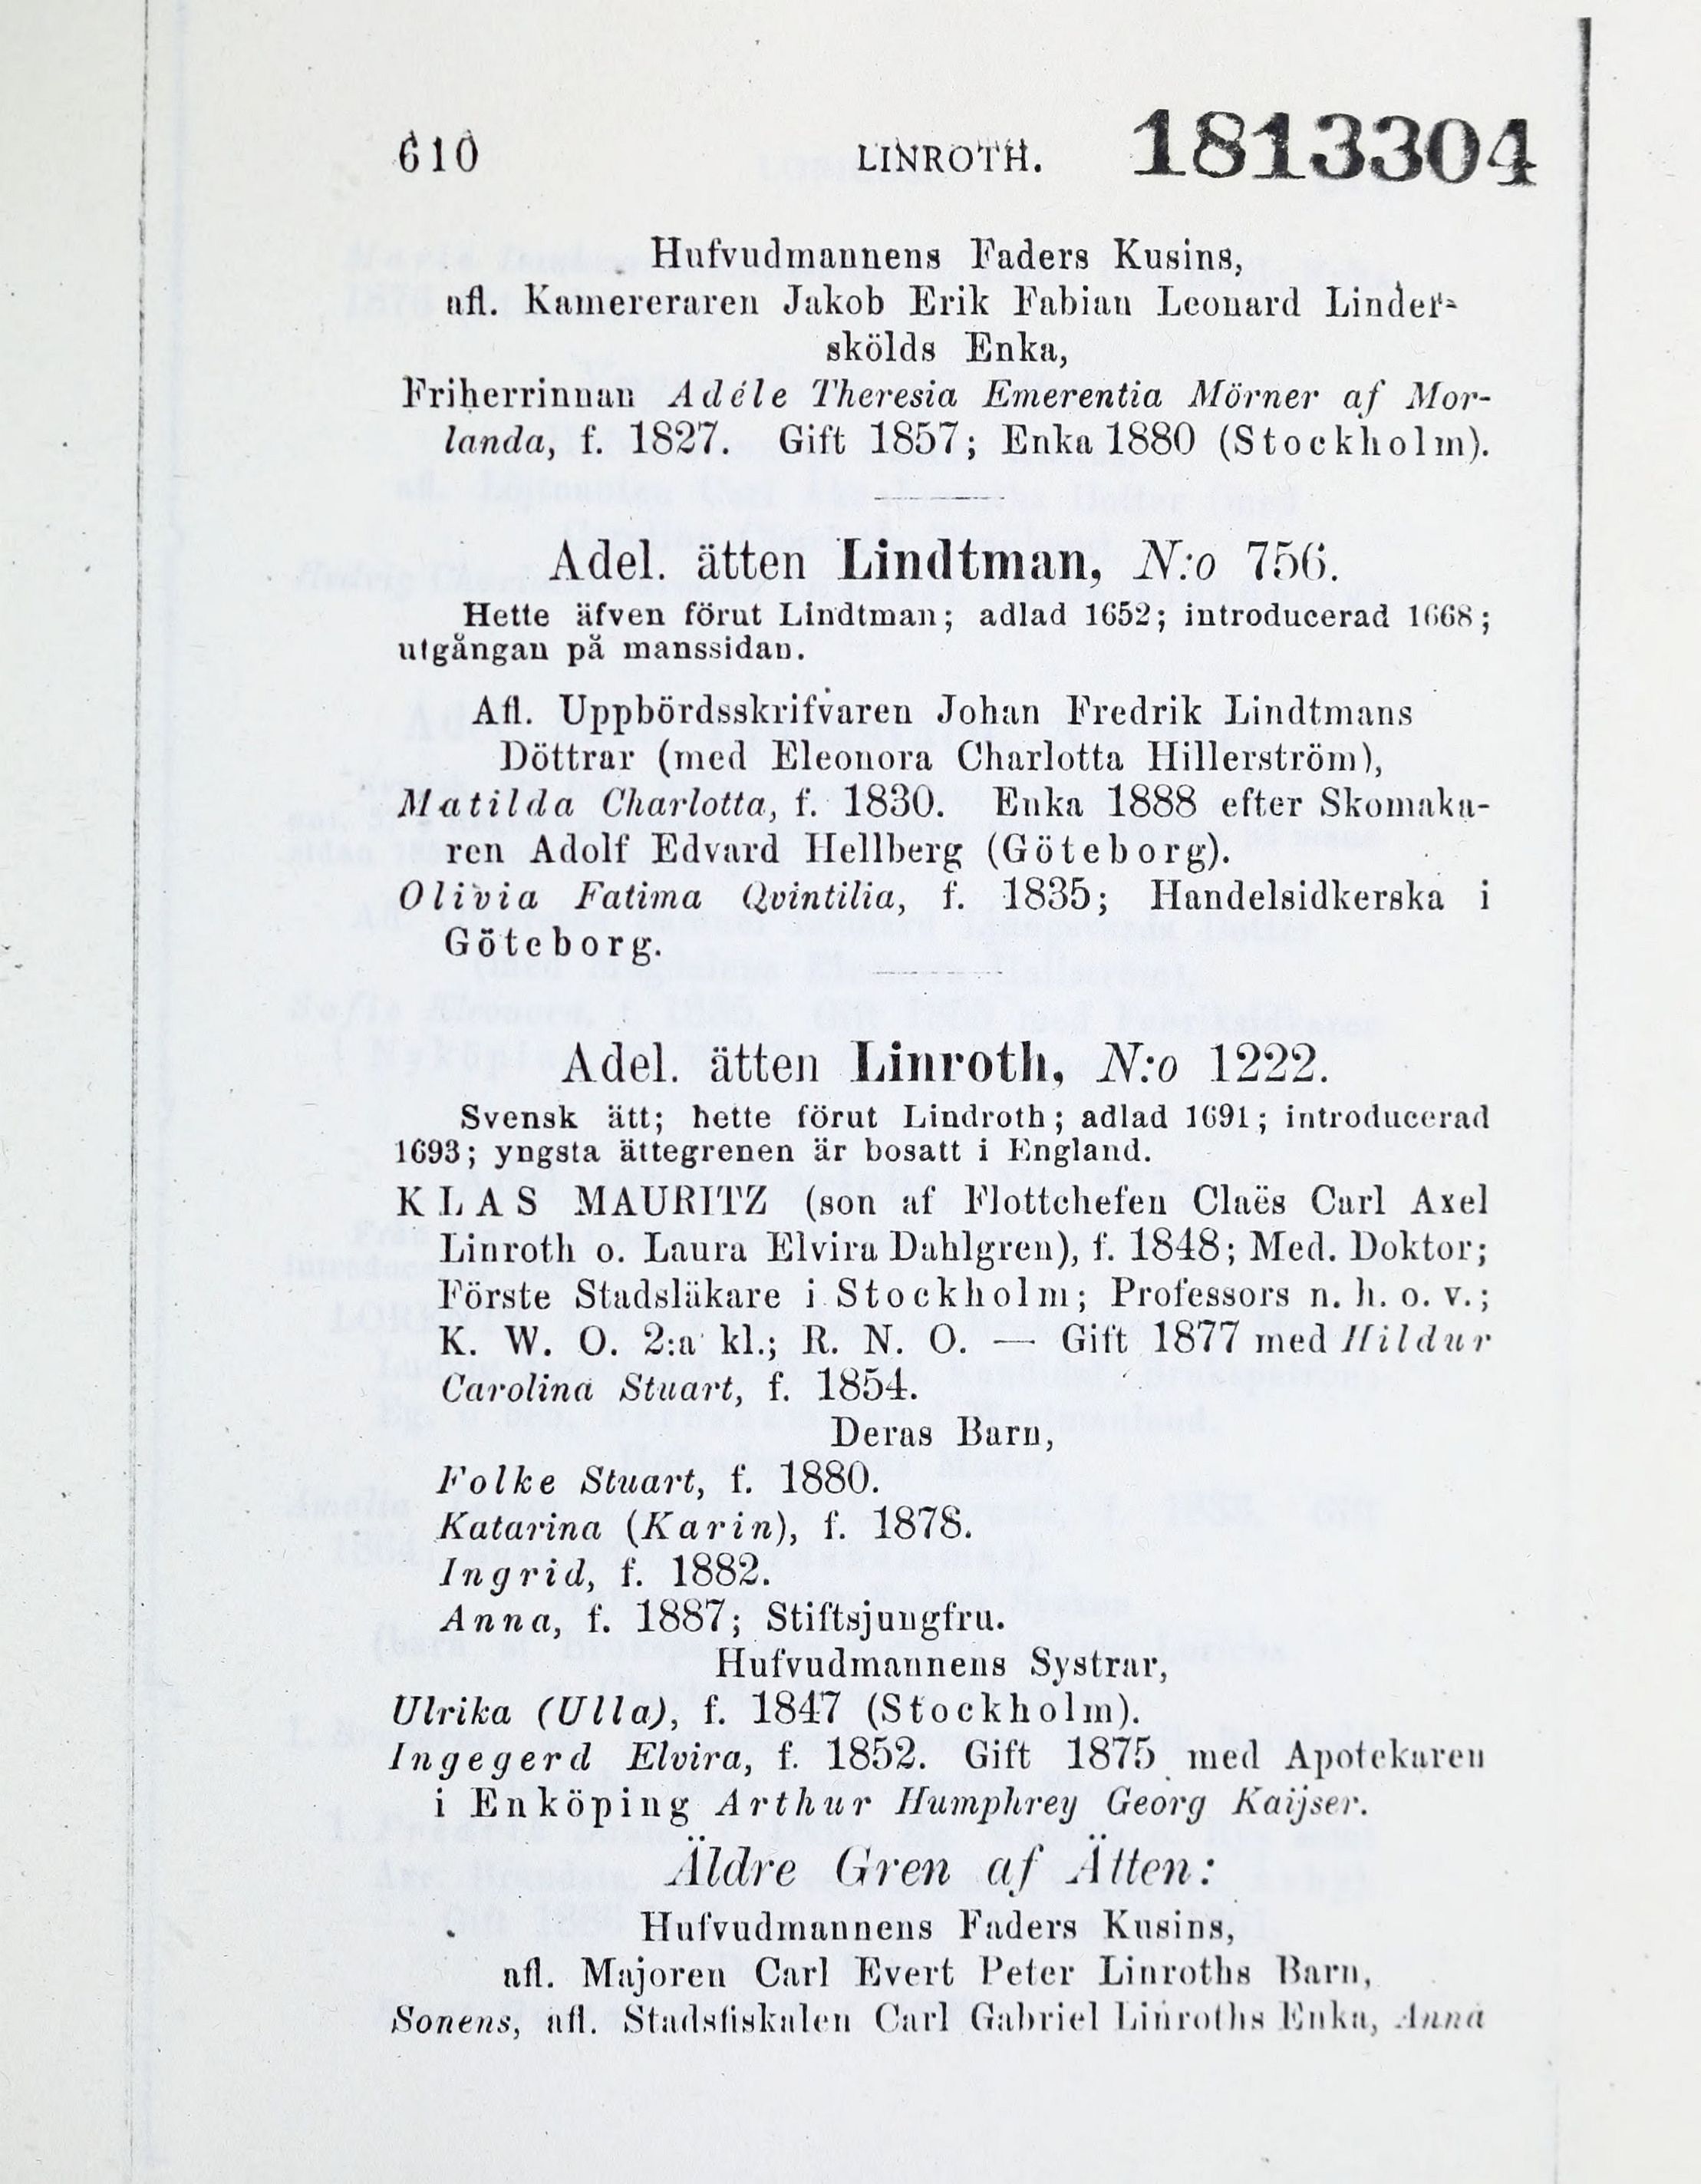 610 LINROTH. 1813304
Hufvudmannens Faders Kusins,
afl. Kamereraren Jakob Erik Fabian Leonard Linder-
skölds Enka,
Friherrinnan Adéle Theresia Emerentia Mörner af Mor-
landa, f. 1827. Gift 1857; Enka 1880 (Stockholm).
Adel. ätten Lindtman, N:o 756.
Hette äfven förut Lindtman; adlad 1652; introducerad 1668;
utgången på manssidan.
Afl. Uppbördsskrifvaren Johan Fredrik Lindtmans
Döttrar (med Eleonora Charlotta Hillerström),
Matilda Charlotta, f. 1830. Enka 1888 efter Skomaka-
ren Adolf Edvard Hellberg (Göteborg).
Olivia Fatima Qvintilia, f. 1835; Handelsidkerska i
Göteborg.
Adel. ätten Linroth, N:o 1222.
Svensk ätt; hette förut Lindroth; adlad 1691; introducerad
1693; yngsta ättegrenen är bosatt i England.
KLAS MAURITZ (son af Flottchefen Claës Carl Axel
Linroth o. Laura Elvira Dahlgren), f. 1848; Med. Doktor;
Förste Stadsläkare i Stockholm; Professors n. h. o. v.;
K. W. O. 2:a kl.; R. N. O. — Gift 1877 med Hildur
Carolina Stuart, f. 1854.
Deras Barn,
Folke Stuart, f. 1880.
Katarina (Karin), f. 1878.
Ingrid, f. 1882.
Anna, f. 1887; Stiftsjungfru.
Hufvudmannens Systrar,
Ulrika (Ulla), f. 1847 (Stockholm).
Ingegerd Elvira, f. 1852. Gift 1875 med Apotekaren
i Enköping Arthur Humphrey Georg Kaijser.
Äldre Gren af Ätten:
Hufvudmannens Faders Kusins,
afl. Majoren Carl Evert Peter Linroths Barn,
Sonens, afl. Stadsfiskalen Carl Gabriel Linroths Enka, Anna